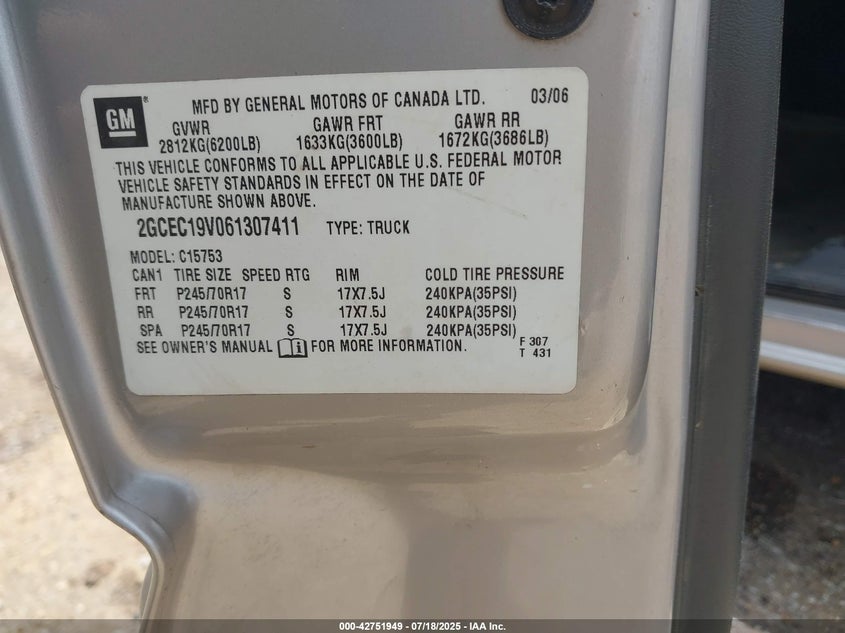 GM ®
MFD BY GENERAL MOTORS OF CANADA LTD. 03/06
GVWR GAWR FRT GAWR RR
2812KG(6200LB) 1633KG(3600LB) 1672KG(3686LB)
THIS VEHICLE CONFORMS TO ALL APPLICABLE U.S. FEDERAL MOTOR
VEHICLE SAFETY STANDARDS IN EFFECT ON THE DATE OF
MANUFACTURE SHOWN ABOVE.
2GCEC19V061307411 TYPE: TRUCK
MODEL: C15753
CAN1 TIRE SIZE SPEED RTG RIM COLD TIRE PRESSURE
FRT P245/70R17 S 17X7.5J 240KPA(35PSI)
RR P245/70R17 S 17X7.5J 240KPA(35PSI)
SPA P245/70R17 S 17X7.5J 240KPA(35PSI)
SEE OWNER'S MANUAL i FOR MORE INFORMATION.
F 307
T 431
000-42751949 - 07/18/2025 - IAA Inc.